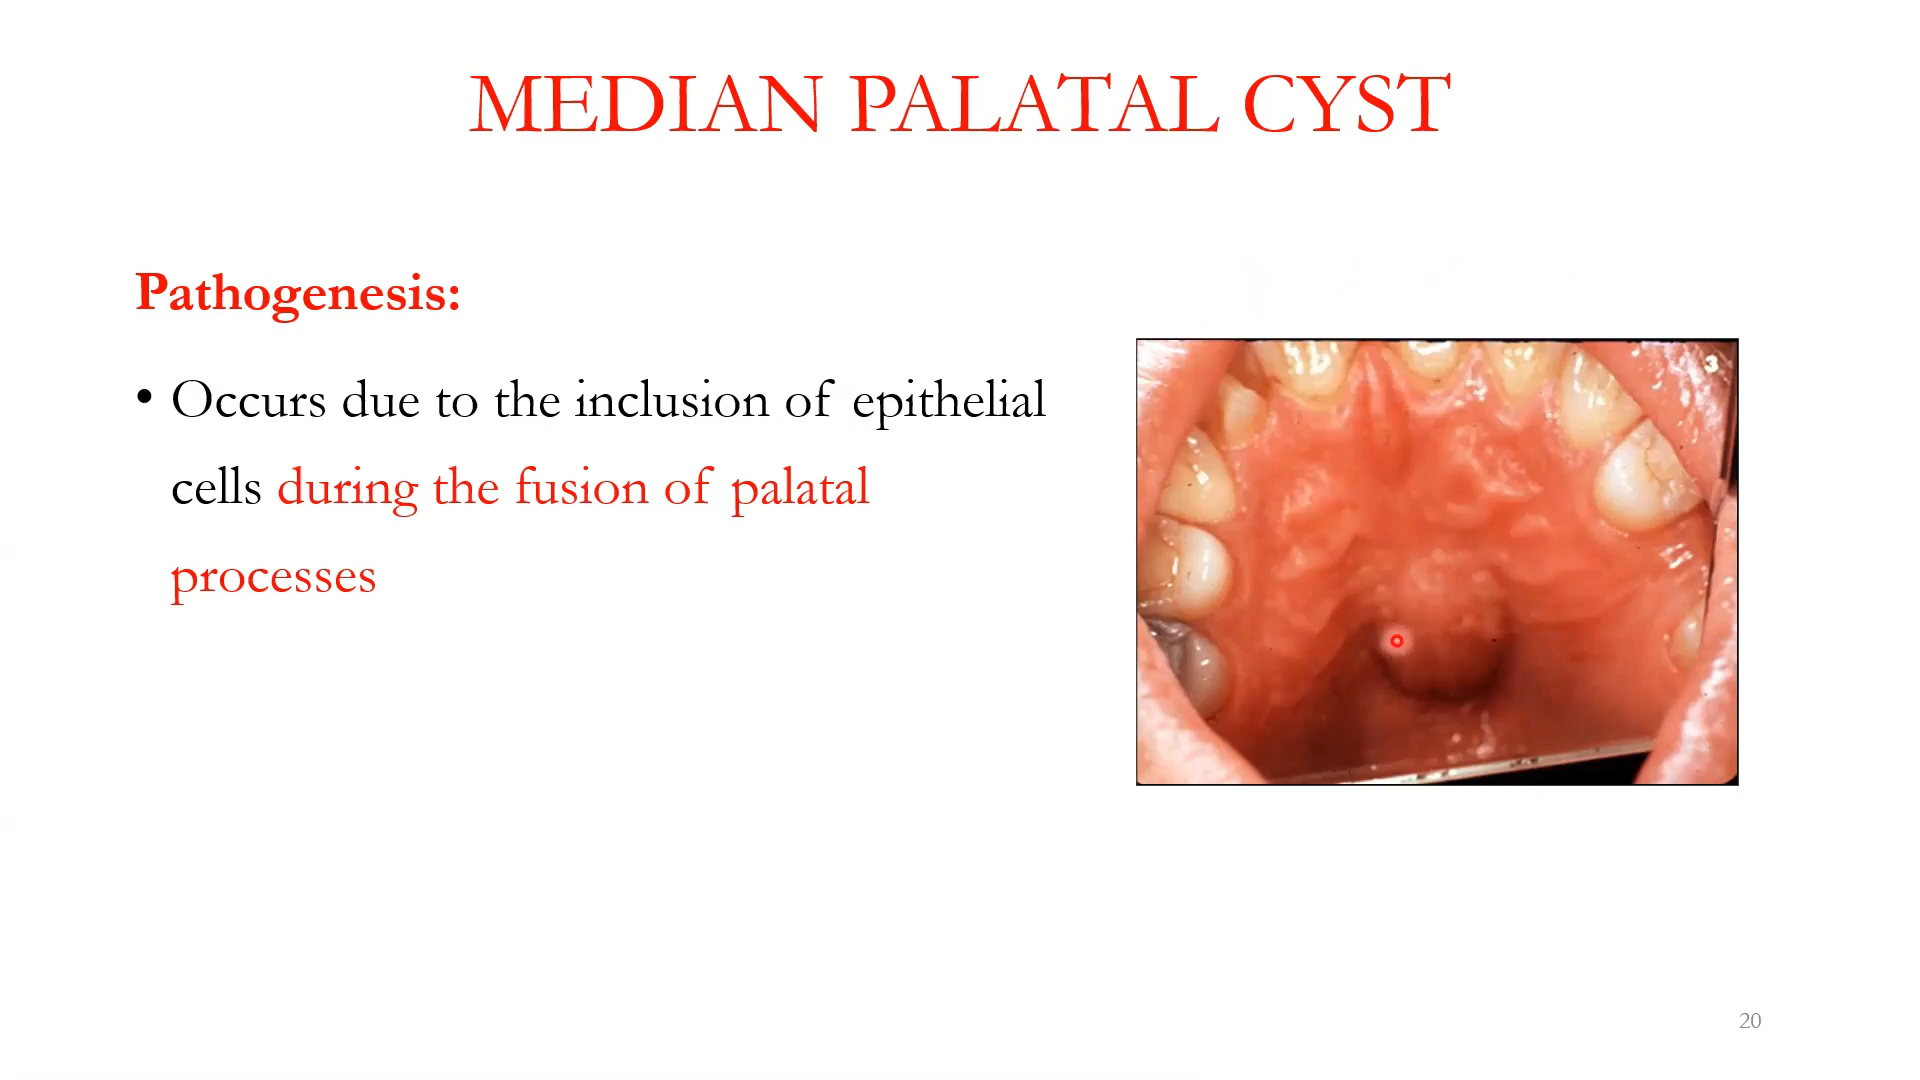 MEDIAN PALATAL CYST
Pathogenesis:
• Occurs due to the inclusion of epithelial
cells during the fusion of palatal
processes
3
20